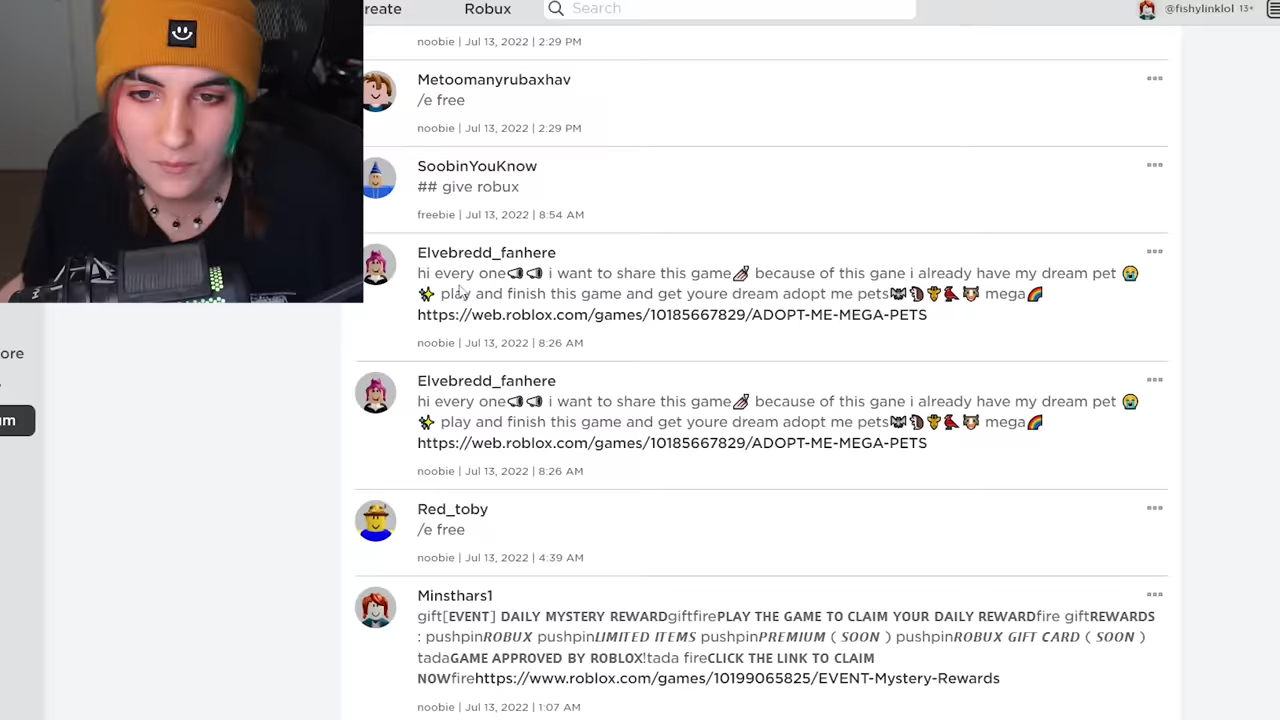 reate
Robux
Search
@fishylinklol 13+
noobie | Jul 13, 2022 | 2:29 PM
Metoomanyrubaxhav
/e free
noobie | Jul 13, 2022 | 2:29 PM
SoobinYouKnow
## give robux
freebie | Jul 13, 2022 | 8:54 AM
Elvebredd_fanhere
hi every one📢📢 i want to share this game💅 because of this gane i already have my dream pet 😭
✨ play and finish this game and get youre dream adopt me pets🦇🦔🦒🦜🦉 mega🌈
https://web.roblox.com/games/10185667829/ADOPT-ME-MEGA-PETS
noobie | Jul 13, 2022 | 8:26 AM
Elvebredd_fanhere
hi every one📢📢 i want to share this game💅 because of this gane i already have my dream pet 😭
✨ play and finish this game and get youre dream adopt me pets🦇🦔🦒🦜🦉 mega🌈
https://web.roblox.com/games/10185667829/ADOPT-ME-MEGA-PETS
noobie | Jul 13, 2022 | 8:26 AM
Red_toby
/e free
noobie | Jul 13, 2022 | 4:39 AM
Minsthars1
gift[EVENT] DAILY MYSTERY REWARDgiftfirePLAY THE GAME TO CLAIM YOUR DAILY REWARDfire giftREWARDS
: pushpinROBUX pushpinLIMITED ITEMS pushpinPREMIUM ( SOON ) pushpinROBUX GIFT CARD ( SOON )
tadaGAME APPROVED BY ROBLOX!tada fireCLICK THE LINK TO CLAIM
NOWfirehttps://www.roblox.com/games/10199065825/EVENT-Mystery-Rewards
noobie | Jul 13, 2022 | 1:07 AM
ore
um